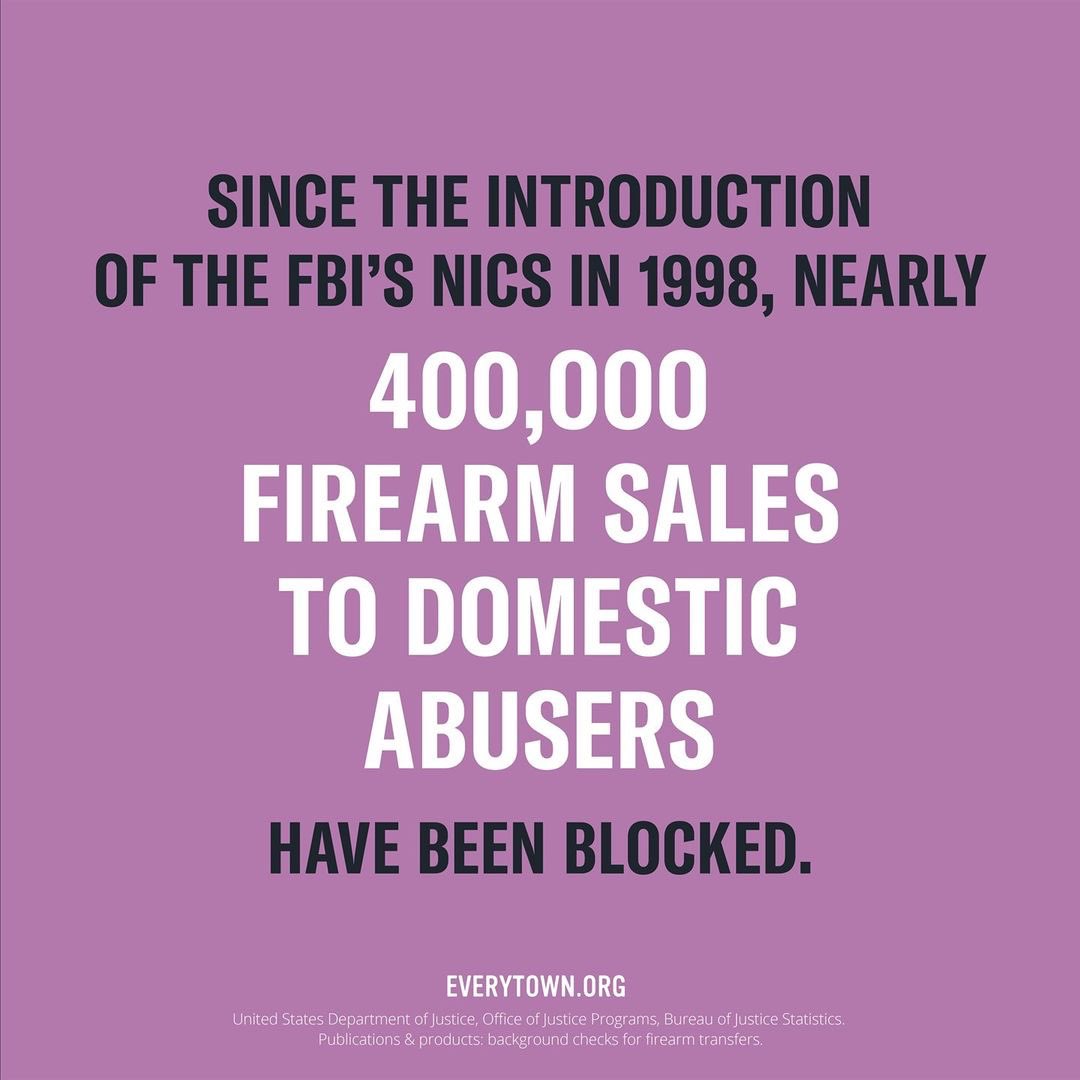 SINCE THE INTRODUCTION
OF THE FBI’S NICS IN 1998, NEARLY
400,000
FIREARM SALES
TO DOMESTIC
ABUSERS
HAVE BEEN BLOCKED.
EVERYTOWN.ORG
United States Department of Justice, Office of Justice Programs, Bureau of Justice Statistics.
Publications & products: background checks for firearm transfers.